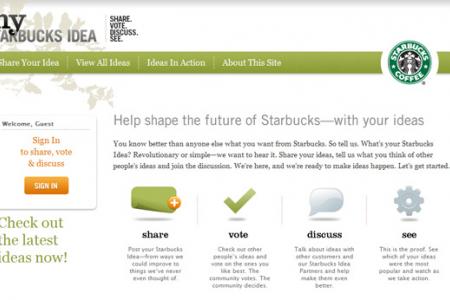 my
STARBUCKS IDEA
SHARE.
VOTE.
DISCUSS.
SEE.
Share Your Idea
View All Ideas
Ideas In Action
About This Site
STARBUCKS
COFFEE
Welcome, Guest
Sign In
to share, vote
& discuss
SIGN IN
Check out
the latest
ideas now!
Help shape the future of Starbucks—with your ideas
You know better than anyone else what you want from Starbucks. So tell us. What's your Starbucks
Idea? Revolutionary or simple—we want to hear it. Share your ideas, tell us what you think of other
people's ideas and join the discussion. We're here, and we're ready to make ideas happen. Let's get started.
share
Post your Starbucks
Idea—from ways we
could improve to
things we've never
even thought of.
vote
Check out other
people's ideas and
vote on the ones you
like best. The
community votes. The
community decides.
discuss
Talk about ideas with
other customers and
our Starbucks Idea
Partners and help
make them even
better.
see
This is the proof. See
which of your ideas
were the most popular
and watch as
we take action.